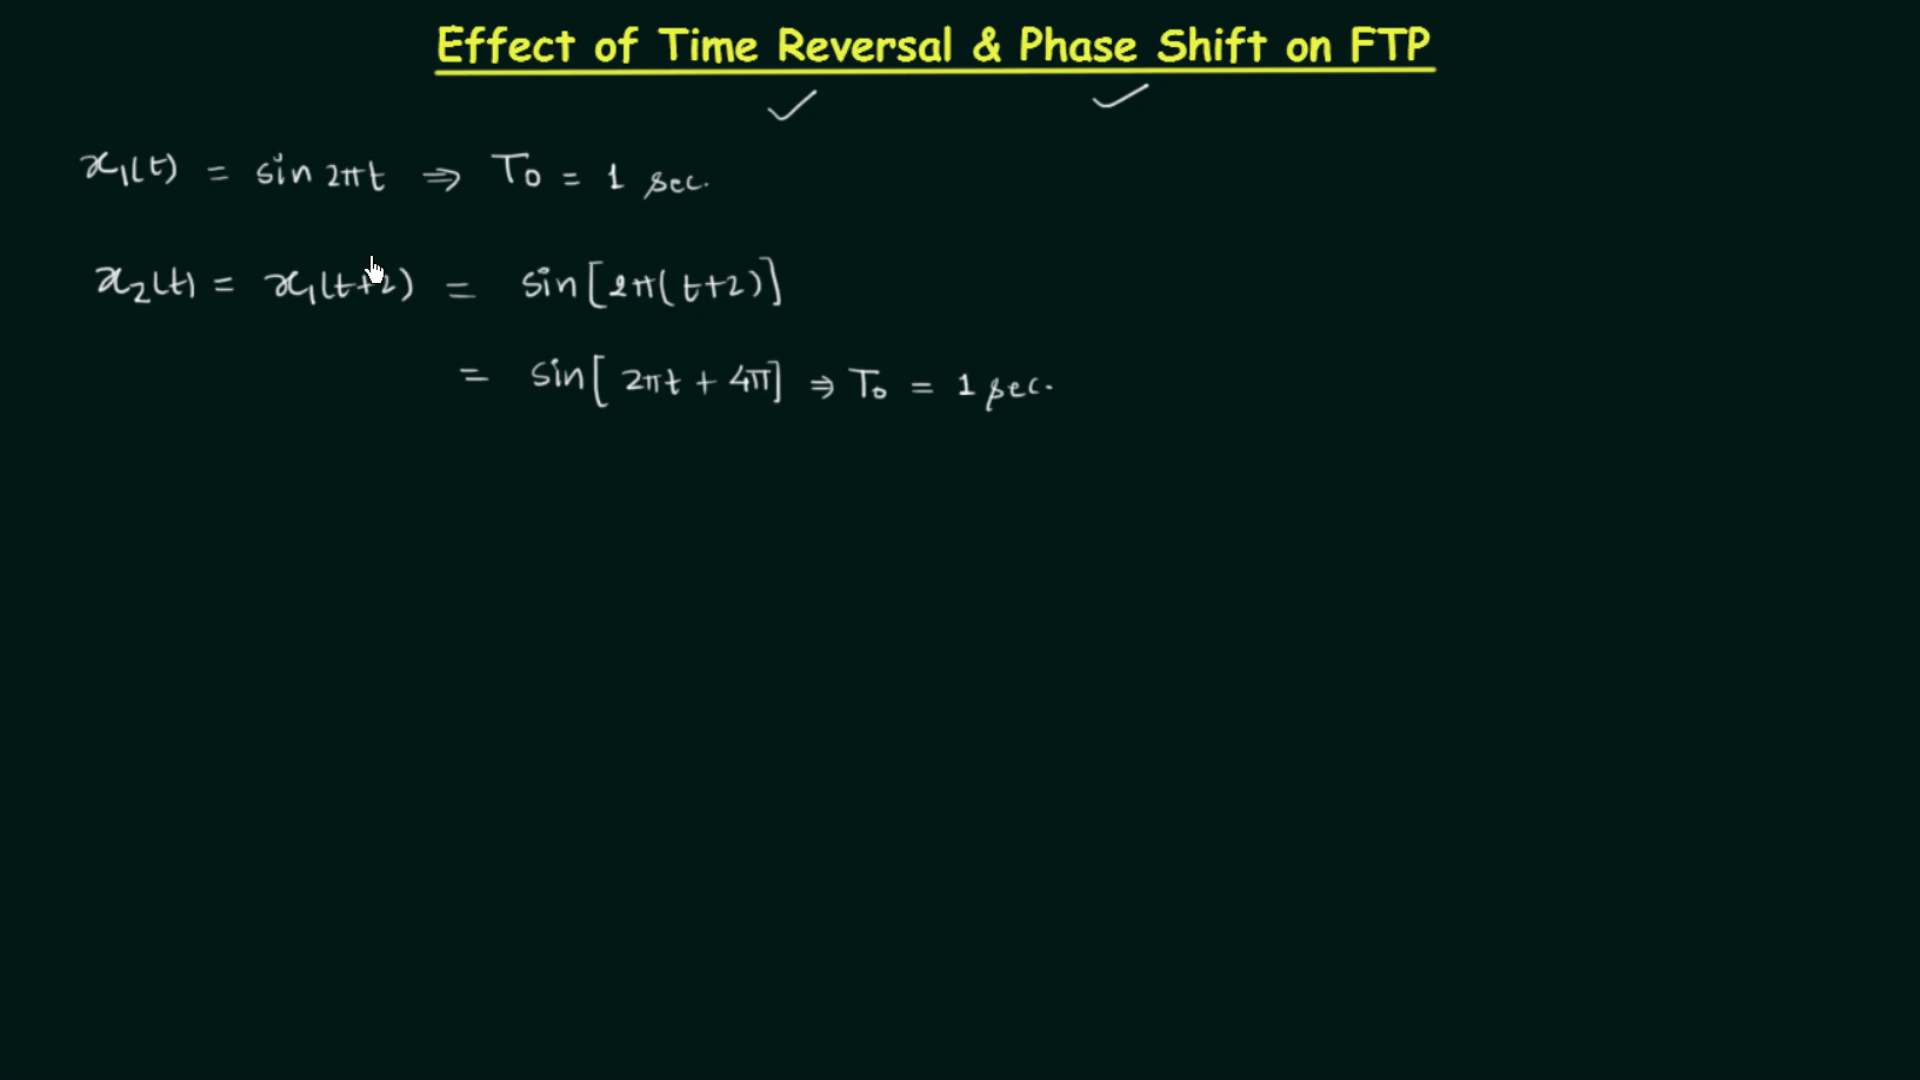 Effect of Time Reversal & Phase Shift on FTP
x₁(t) = sin 2πt ⇒ T₀ = 1 sec.
x₂(t) = x₁(t+2) = sin[2π(t+2)]
= sin[2πt + 4π] ⇒ T₀ = 1 sec.